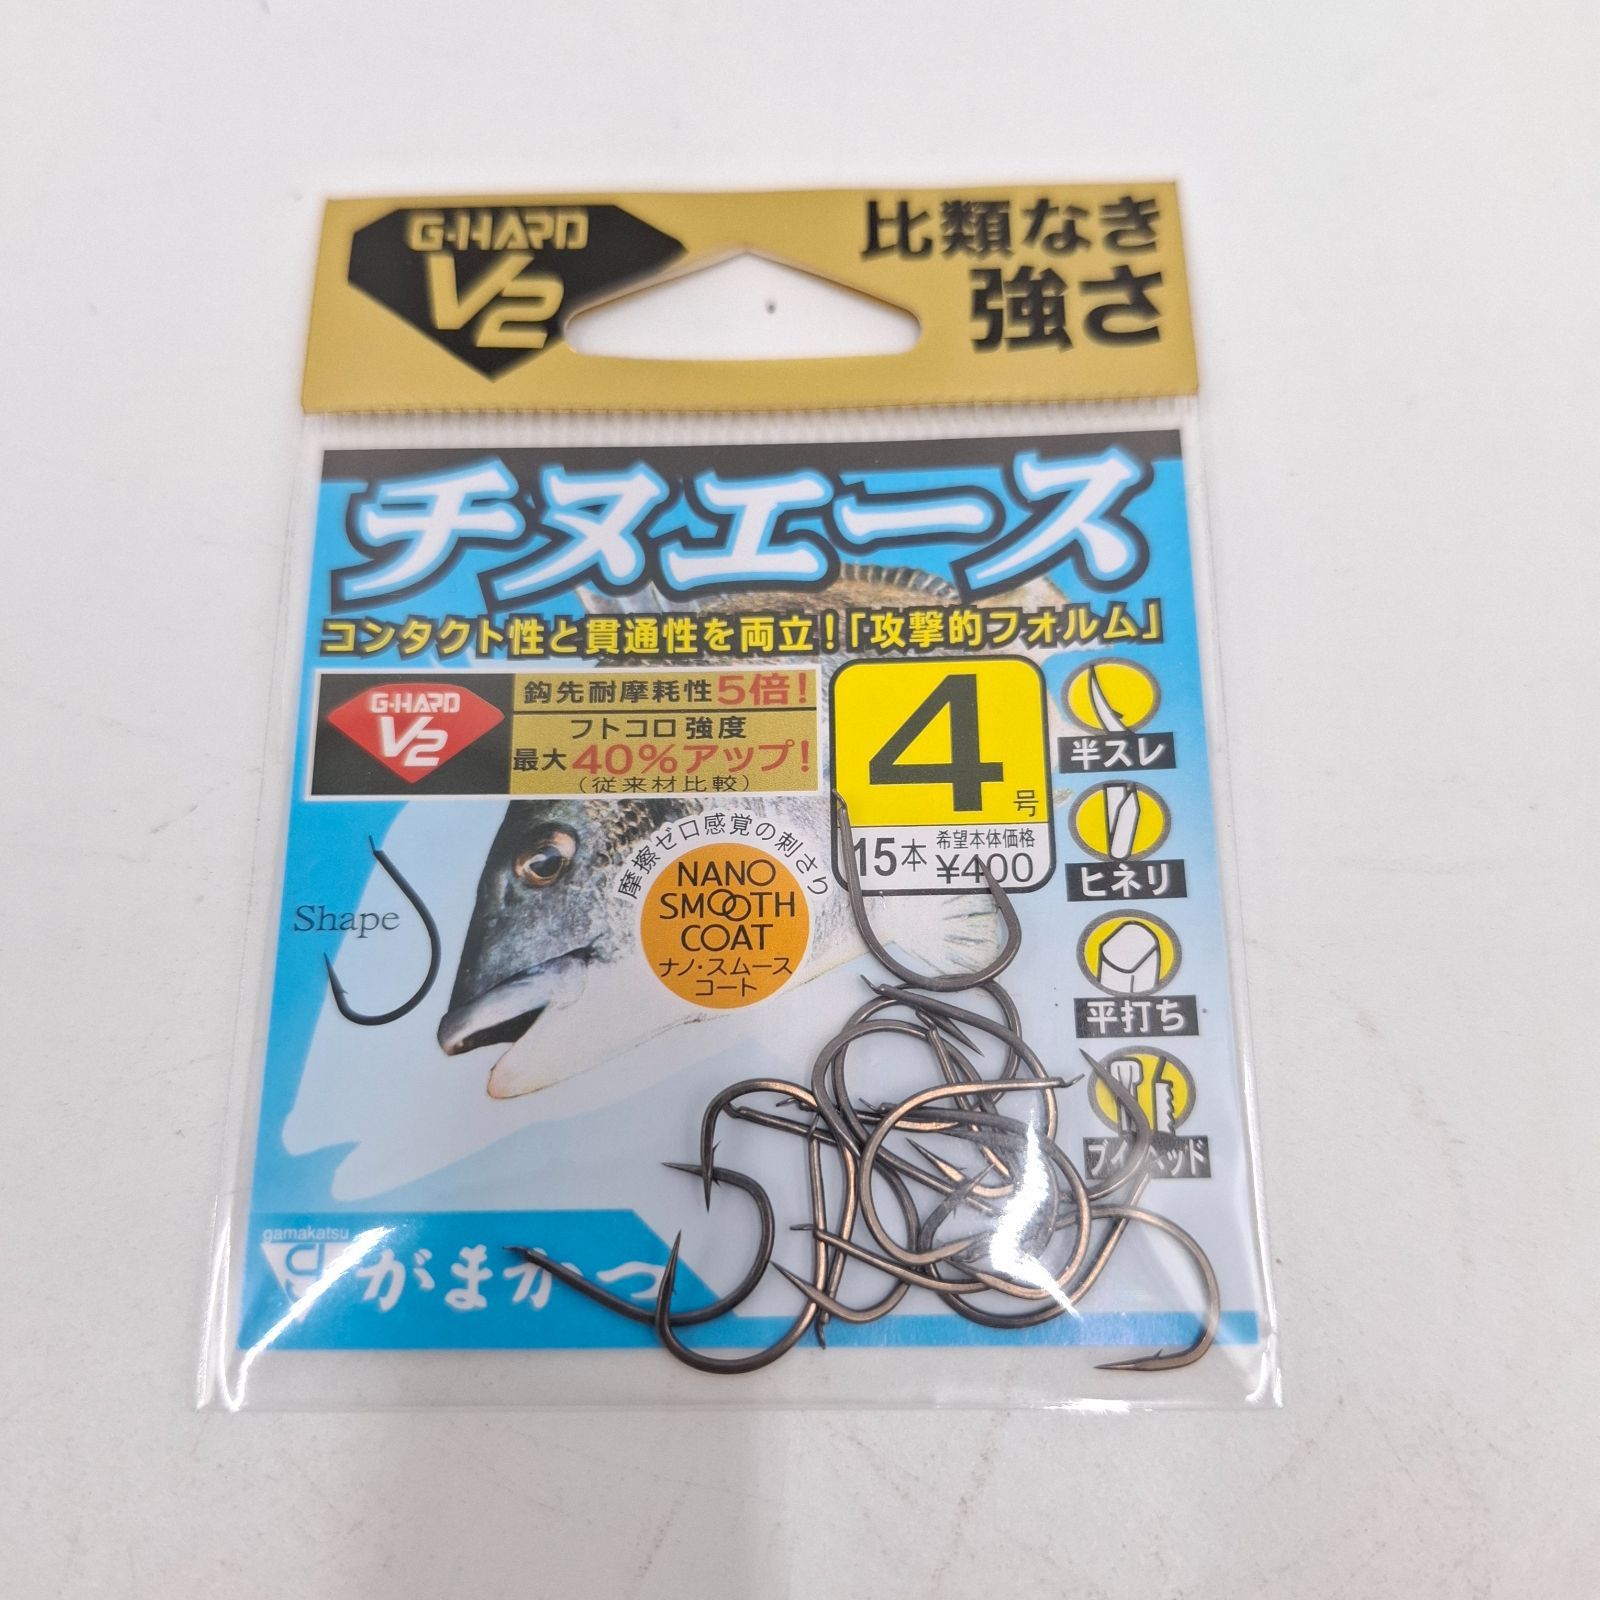 G-HARD
V2
比類なき
強さ
チヌエース
コンタクト性と貫通性を両立!「攻撃的フォルム」
G-HARD
V2
鈎先耐摩耗性5倍!
フトコロ強度
最大40%アップ!
(従来材比較)
4号
15本
希望本体価格
¥400
半スレ
ヒネリ
平打ち
ブイヘッド
Shape
摩擦ゼロ感覚の刺さり
NANO
SMOOTH
COAT
ナノ・スムース
コート
gamakatsu
がまかつ